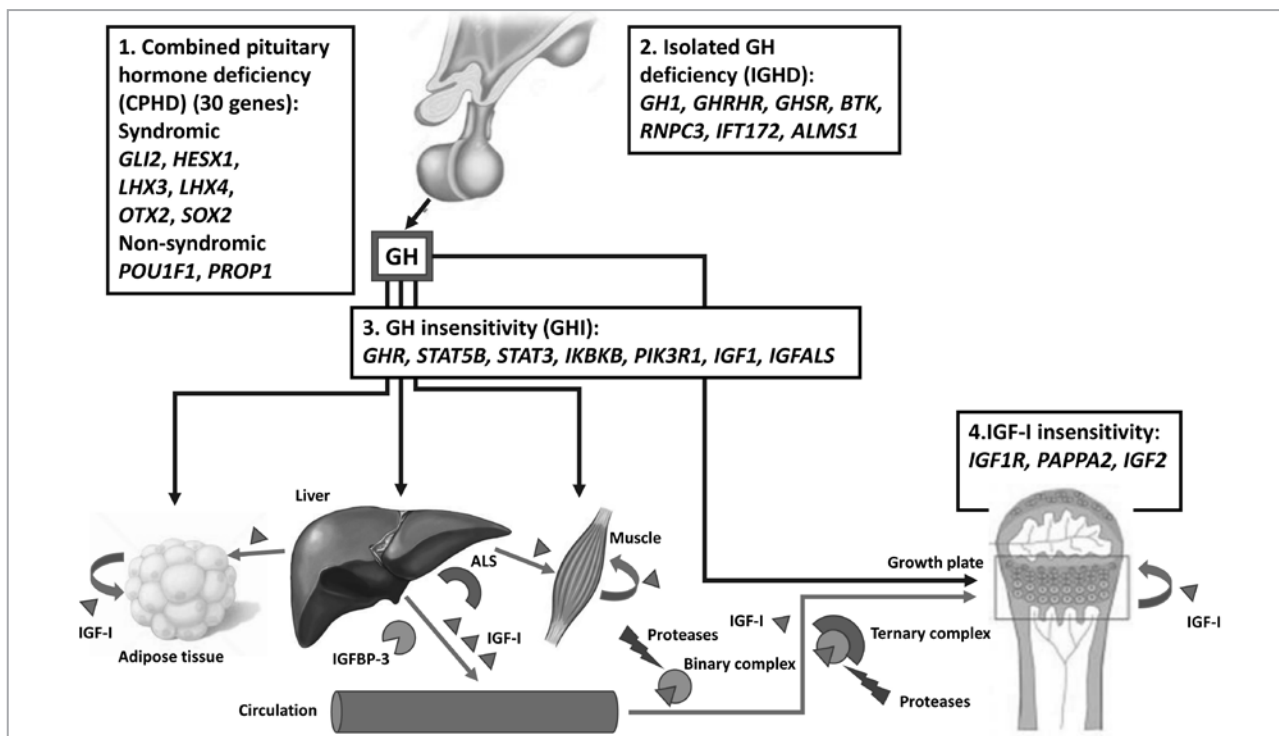 1. Combined pituitary
hormone deficiency
(CPHD) (30 genes):
Syndromic
GLI2, HESX1,
LHX3, LHX4,
OTX2, SOX2
Non-syndromic
POU1F1, PROP1
2. Isolated GH
deficiency (IGHD):
GH1, GHRHR, GHSR, BTK,
RNPC3, IFT172, ALMS1
GH
3. GH insensitivity (GHI):
GHR, STAT5B, STAT3, IKBKB, PIK3R1, IGF1, IGFALS
4.IGF-I insensitivity:
IGF1R, PAPPA2, IGF2
Liver
ALS
Muscle
Growth plate
IGF-I
Adipose tissue
IGFBP-3
IGF-I
Proteases
Binary complex
IGF-I
Ternary complex
Proteases
IGF-I
Circulation